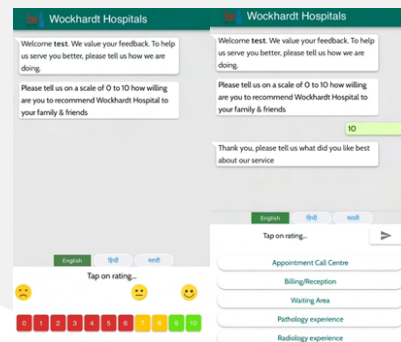 Wockhardt Hospitals
Welcome test. We value your feedback. To help
us serve you better, please tell us how we are
doing.
Please tell us on a scale of 0 to 10 how willing
are you to recommend Wockhardt Hospital to
your family & friends
English हिन्दी मराठी
Tap on rating...
0 1 2 3 4 5 6 7 8 9 10
Wockhardt Hospitals
Welcome test. We value your feedback. To help
us serve you better, please tell us how we are
doing.
Please tell us on a scale of 0 to 10 how willing
are you to recommend Wockhardt Hospital to
your family & friends
10
Thank you, please tell us what did you like best
about our service
English हिन्दी मराठी
Tap on rating...
Appointment Call Centre
Billing/Reception
Waiting Area
Pathology experience
Radiology experience